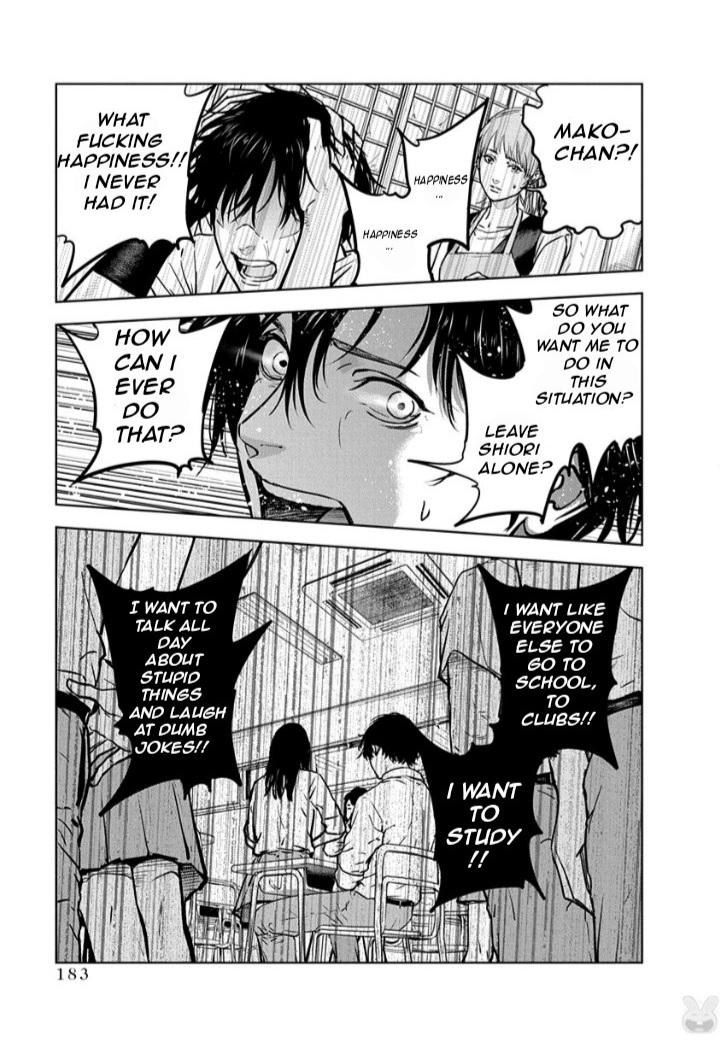 MAKO-
CHAN?!
HAPPINESS
...
HAPPINESS
...
WHAT
FUCKING
HAPPINESS!!
I NEVER
HAD IT!
SO WHAT
DO YOU
WANT ME TO
DO IN
THIS
SITUATION?
LEAVE
SHIORI
ALONE?
HOW
CAN I
EVER
DO
THAT?
I WANT LIKE
EVERYONE
ELSE TO
GO TO
SCHOOL,
TO
CLUBS!!
I WANT
TO
STUDY
!!
I WANT TO
TALK ALL
DAY
ABOUT
STUPID
THINGS
AND LAUGH
AT DUMB
JOKES!!
183